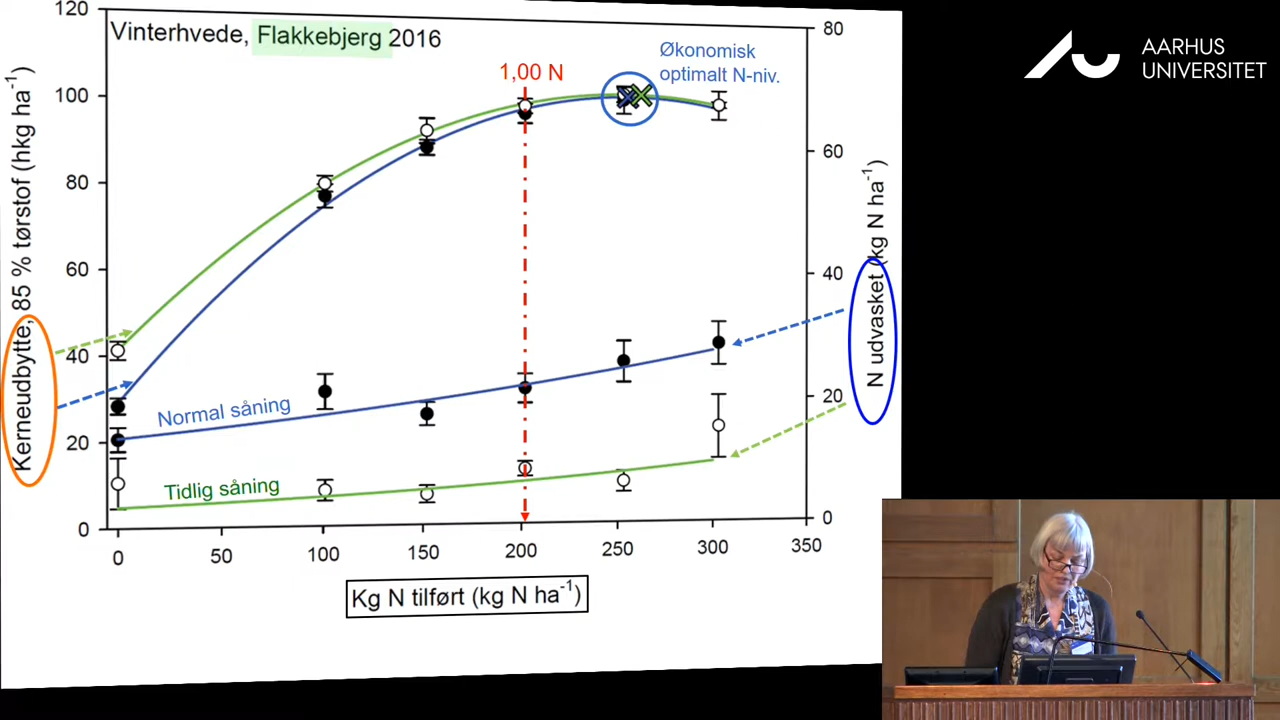 Vinterhvede, Flakkebjerg 2016
Økonomisk
optimalt N-niv.
1,00 N
AARHUS
UNIVERSITET
Kerneudbytte, 85 % tørstof (hkg ha⁻¹)
120
100
80
60
40
20
0
80
60
40
20
0
N udvasket (kg N ha⁻¹)
Normal såning
Tidlig såning
0 50 100 150 200 250 300 350
Kg N tilført (kg N ha⁻¹)